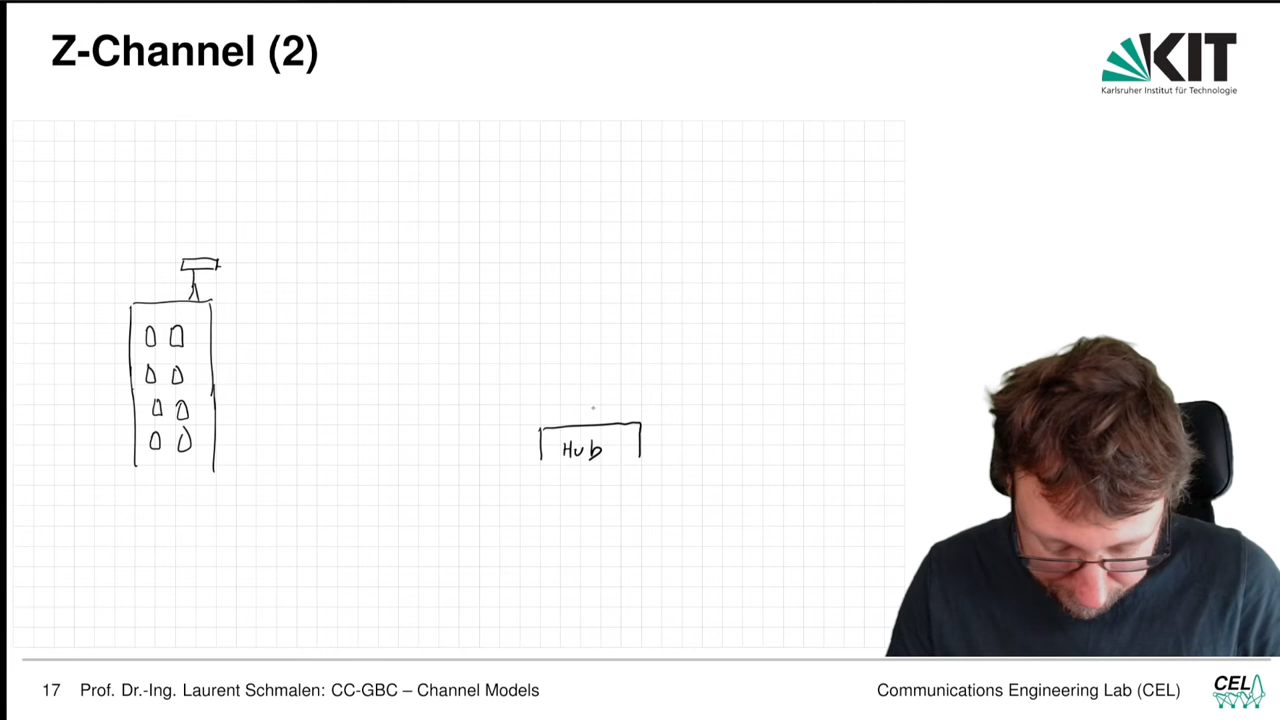 Z-Channel (2)
KIT
Karlsruher Institut für Technologie
Hub
17 Prof. Dr.-Ing. Laurent Schmalen: CC-GBC – Channel Models
Communications Engineering Lab (CEL)
CEL